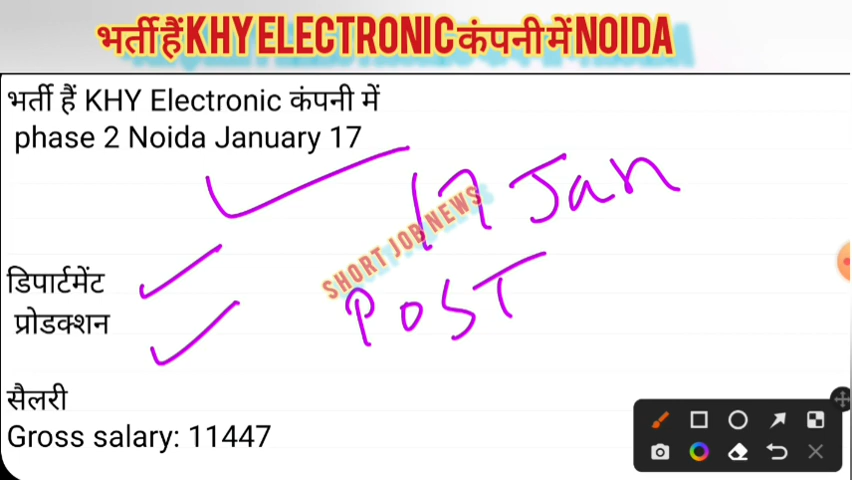 भर्ती हैं KHY ELECTRONIC कंपनी में NOIDA
भर्ती हैं KHY Electronic कंपनी में
phase 2 Noida January 17
17 Jan
SHORT JOB NEWS
POST
डिपार्टमेंट
प्रोडक्शन
सैलरी
Gross salary: 11447